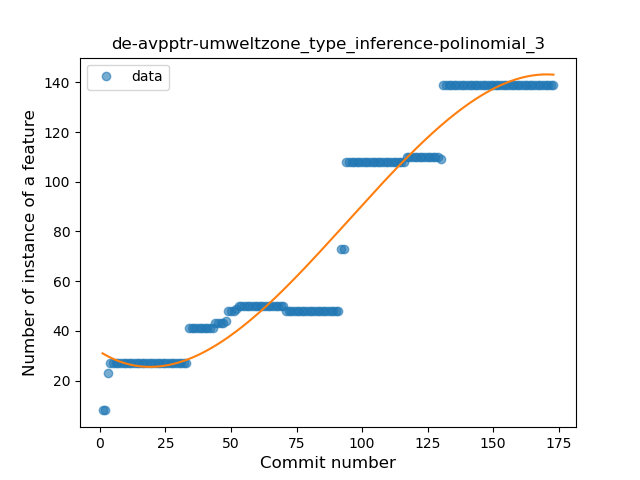 de-avpptr-umweltzone_type_inference-polinomial_3
data
Number of instance of a feature
140
120
100
80
60
40
20
0 25 50 75 100 125 150 175
Commit number